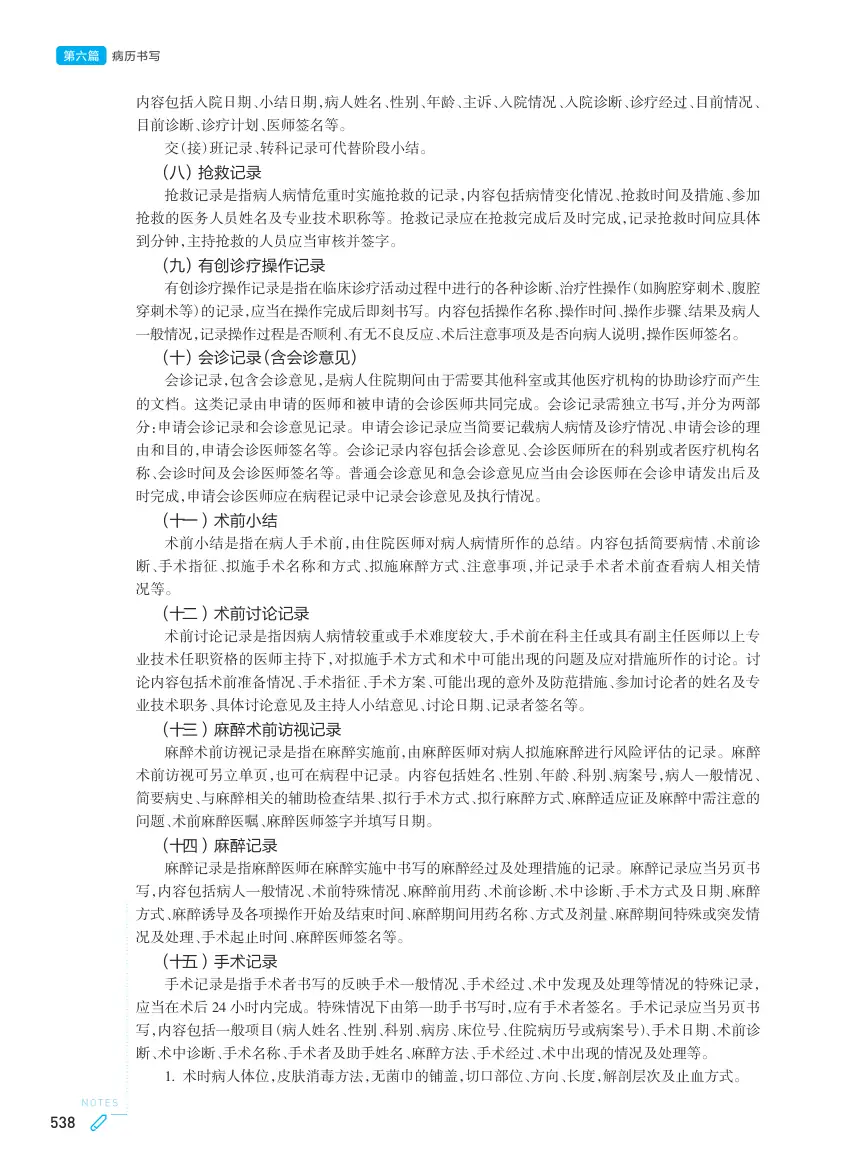 第六篇 病历书写
内容包括入院日期、小结日期,病人姓名、性别、年龄、主诉、入院情况、入院诊断、诊疗经过、目前情况、
目前诊断、诊疗计划、医师签名等。
交(接)班记录、转科记录可代替阶段小结。
(八)抢救记录
抢救记录是指病人病情危重时实施抢救的记录,内容包括病情变化情况、抢救时间及措施、参加
抢救的医务人员姓名及专业技术职称等。抢救记录应在抢救完成后及时完成,记录抢救时间应具体
到分钟,主持抢救的人员应当审核并签字。
(九)有创诊疗操作记录
有创诊疗操作记录是指在临床诊疗活动过程中进行的各种诊断、治疗性操作(如胸腔穿刺术、腹腔
穿刺术等)的记录,应当在操作完成后即刻书写。内容包括操作名称、操作时间、操作步骤、结果及病人
一般情况,记录操作过程是否顺利、有无不良反应、术后注意事项及是否向病人说明,操作医师签名。
(十)会诊记录(含会诊意见)
会诊记录,包含会诊意见,是病人住院期间由于需要其他科室或其他医疗机构的协助诊疗而产生
的文档。这类记录由申请的医师和被申请的会诊医师共同完成。会诊记录需独立书写,并分为两部
分:申请会诊记录和会诊意见记录。申请会诊记录应当简要记载病人病情及诊疗情况、申请会诊的理
由和目的,申请会诊医师签名等。会诊记录内容包括会诊意见、会诊医师所在的科别或者医疗机构名
称、会诊时间及会诊医师签名等。普通会诊意见和急会诊意见应当由会诊医师在会诊申请发出后及
时完成,申请会诊医师应在病程记录中记录会诊意见及执行情况。
(十一)术前小结
术前小结是指在病人手术前,由住院医师对病人病情所作的总结。内容包括简要病情、术前诊
断、手术指征、拟施手术名称和方式、拟施麻醉方式、注意事项,并记录手术者术前查看病人相关情
况等。
(十二)术前讨论记录
术前讨论记录是指因病人病情较重或手术难度较大,手术前在科主任或具有副主任医师以上专
业技术任职资格的医师主持下,对拟施手术方式和术中可能出现的问题及应对措施所作的讨论。讨
论内容包括术前准备情况、手术指征、手术方案、可能出现的意外及防范措施、参加讨论者的姓名及专
业技术职务、具体讨论意见及主持人小结意见、讨论日期、记录者签名等。
(十三)麻醉术前访视记录
麻醉术前访视记录是指在麻醉实施前,由麻醉医师对病人拟施麻醉进行风险评估的记录。麻醉
术前访视可另立单页,也可在病程中记录。内容包括姓名、性别、年龄、科别、病案号,病人一般情况、
简要病史、与麻醉相关的辅助检查结果、拟行手术方式、拟行麻醉方式、麻醉适应证及麻醉中需注意的
问题、术前麻醉医嘱、麻醉医师签字并填写日期。
(十四)麻醉记录
麻醉记录是指麻醉医师在麻醉实施中书写的麻醉经过及处理措施的记录。麻醉记录应当另页书
写,内容包括病人一般情况、术前特殊情况、麻醉前用药、术前诊断、术中诊断、手术方式及日期、麻醉
方式、麻醉诱导及各项操作开始及结束时间、麻醉期间用药名称、方式及剂量、麻醉期间特殊或突发情
况及处理、手术起止时间、麻醉医师签名等。
(十五)手术记录
手术记录是指手术者书写的反映手术一般情况、手术经过、术中发现及处理等情况的特殊记录,
应当在术后 24 小时内完成。特殊情况下由第一助手书写时,应有手术者签名。手术记录应当另页书
写,内容包括一般项目(病人姓名、性别、科别、病房、床位号、住院病历号或病案号)、手术日期、术前诊
断、术中诊断、手术名称、手术者及助手姓名、麻醉方法、手术经过、术中出现的情况及处理等。
1. 术时病人体位,皮肤消毒方法,无菌巾的铺盖,切口部位、方向、长度,解剖层次及止血方式。
NOTES
538